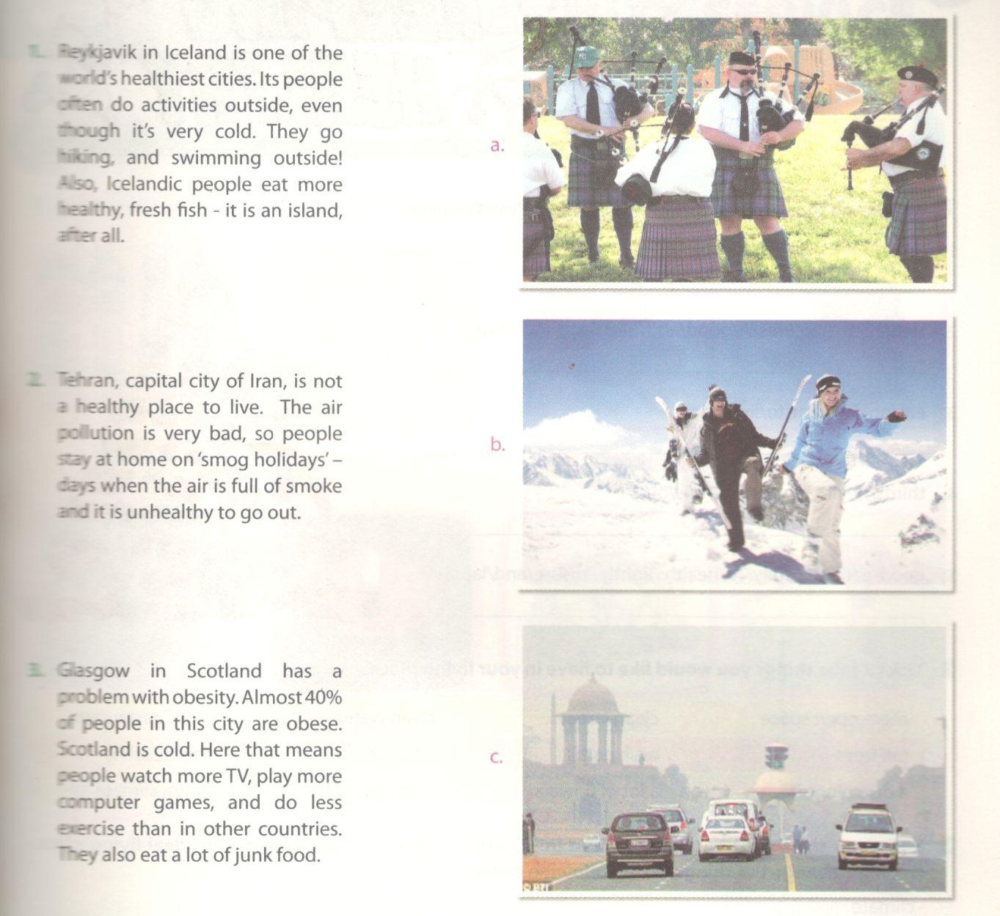 1. Reykjavik in Iceland is one of the
world's healthiest cities. Its people
often do activities outside, even
though it's very cold. They go
hiking, and swimming outside!
Also, Icelandic people eat more
healthy, fresh fish - it is an island,
after all.
a.
2. Tehran, capital city of Iran, is not
a healthy place to live. The air
pollution is very bad, so people
stay at home on 'smog holidays' –
days when the air is full of smoke
and it is unhealthy to go out.
b.
3. Glasgow in Scotland has a
problem with obesity. Almost 40%
of people in this city are obese.
Scotland is cold. Here that means
people watch more TV, play more
computer games, and do less
exercise than in other countries.
They also eat a lot of junk food.
c.
© PTI